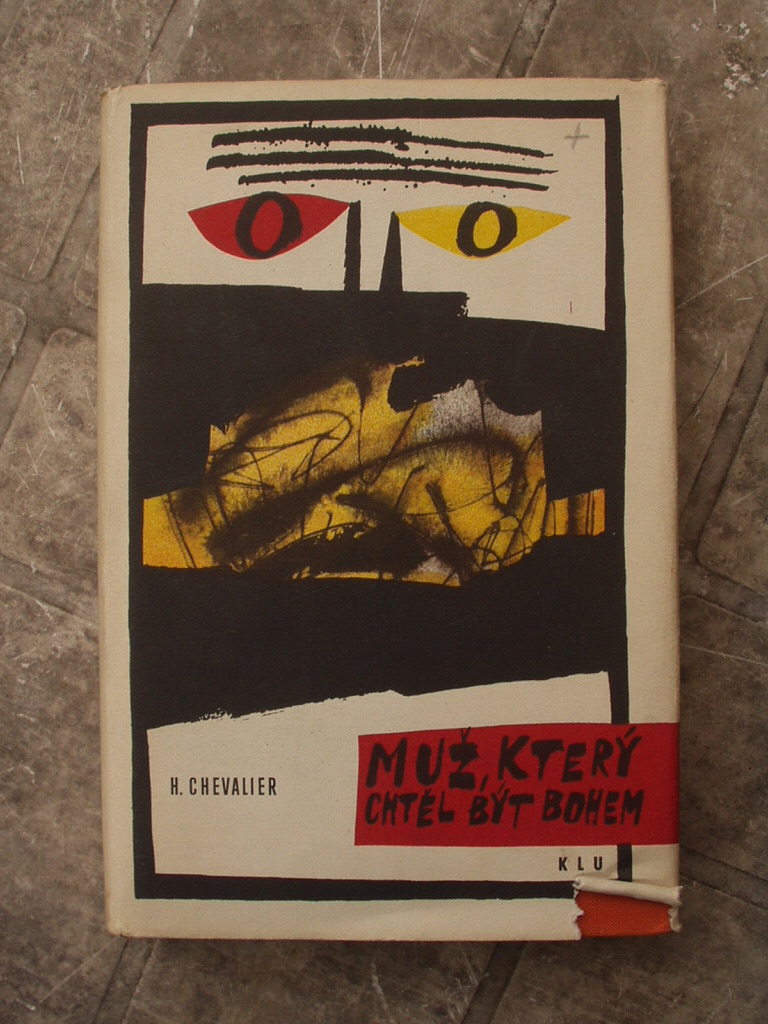 H. CHEVALIER
MUŽ, KTERÝ
CHTĚL BÝT BOHEM
KLU